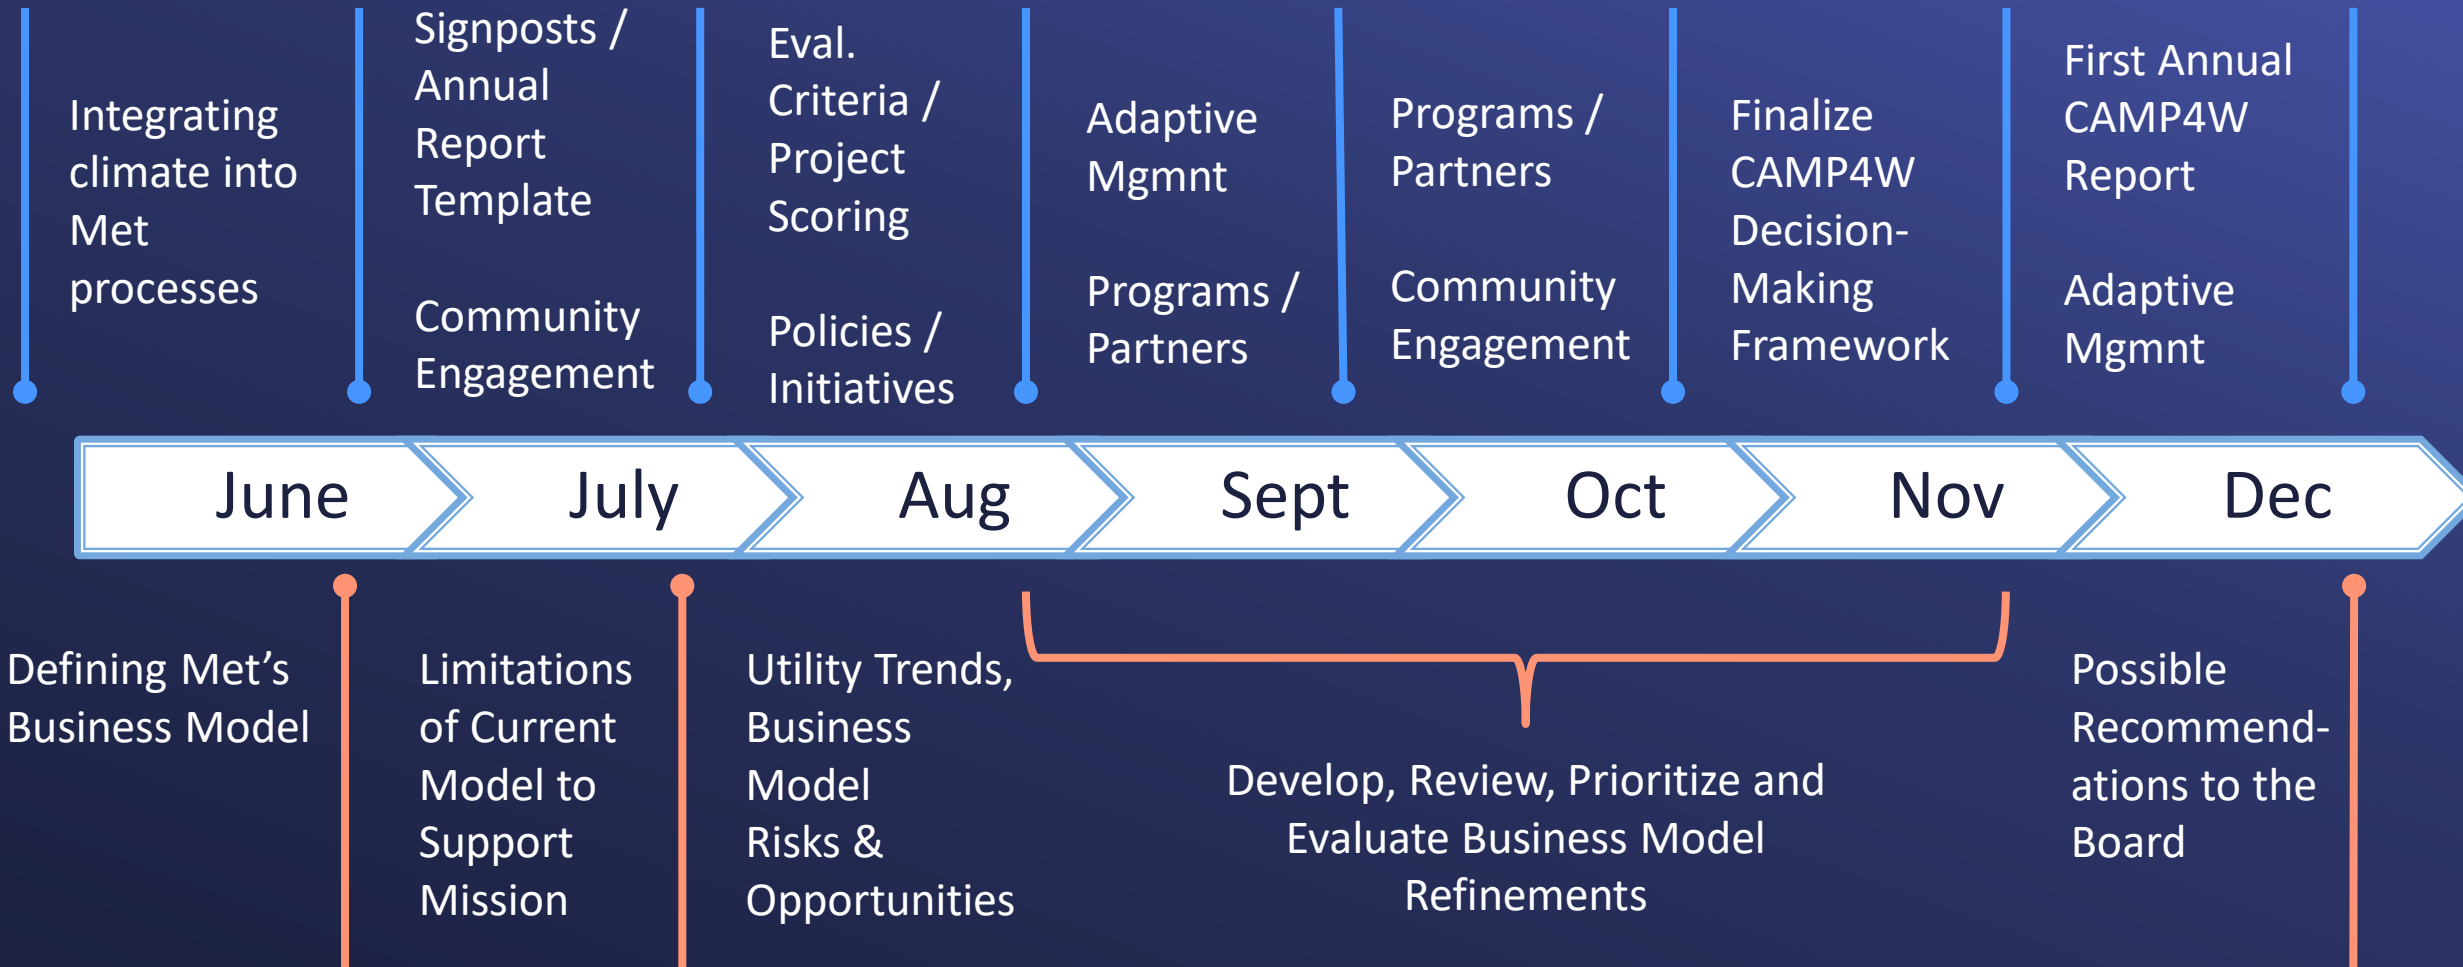 Integrating
climate into
Met
processes
Signposts /
Annual
Report
Template
Community
Engagement
Eval.
Criteria /
Project
Scoring
Policies /
Initiatives
Adaptive
Mgmnt
Programs /
Partners
Programs /
Partners
Community
Engagement
Finalize
CAMP4W
Decision-
Making
Framework
First Annual
CAMP4W
Report
Adaptive
Mgmnt
June
July
Aug
Sept
Oct
Nov
Dec
Defining Met’s
Business Model
Limitations
of Current
Model to
Support
Mission
Utility Trends,
Business
Model
Risks &
Opportunities
Develop, Review, Prioritize and
Evaluate Business Model
Refinements
Possible
Recommend-
ations to the
Board